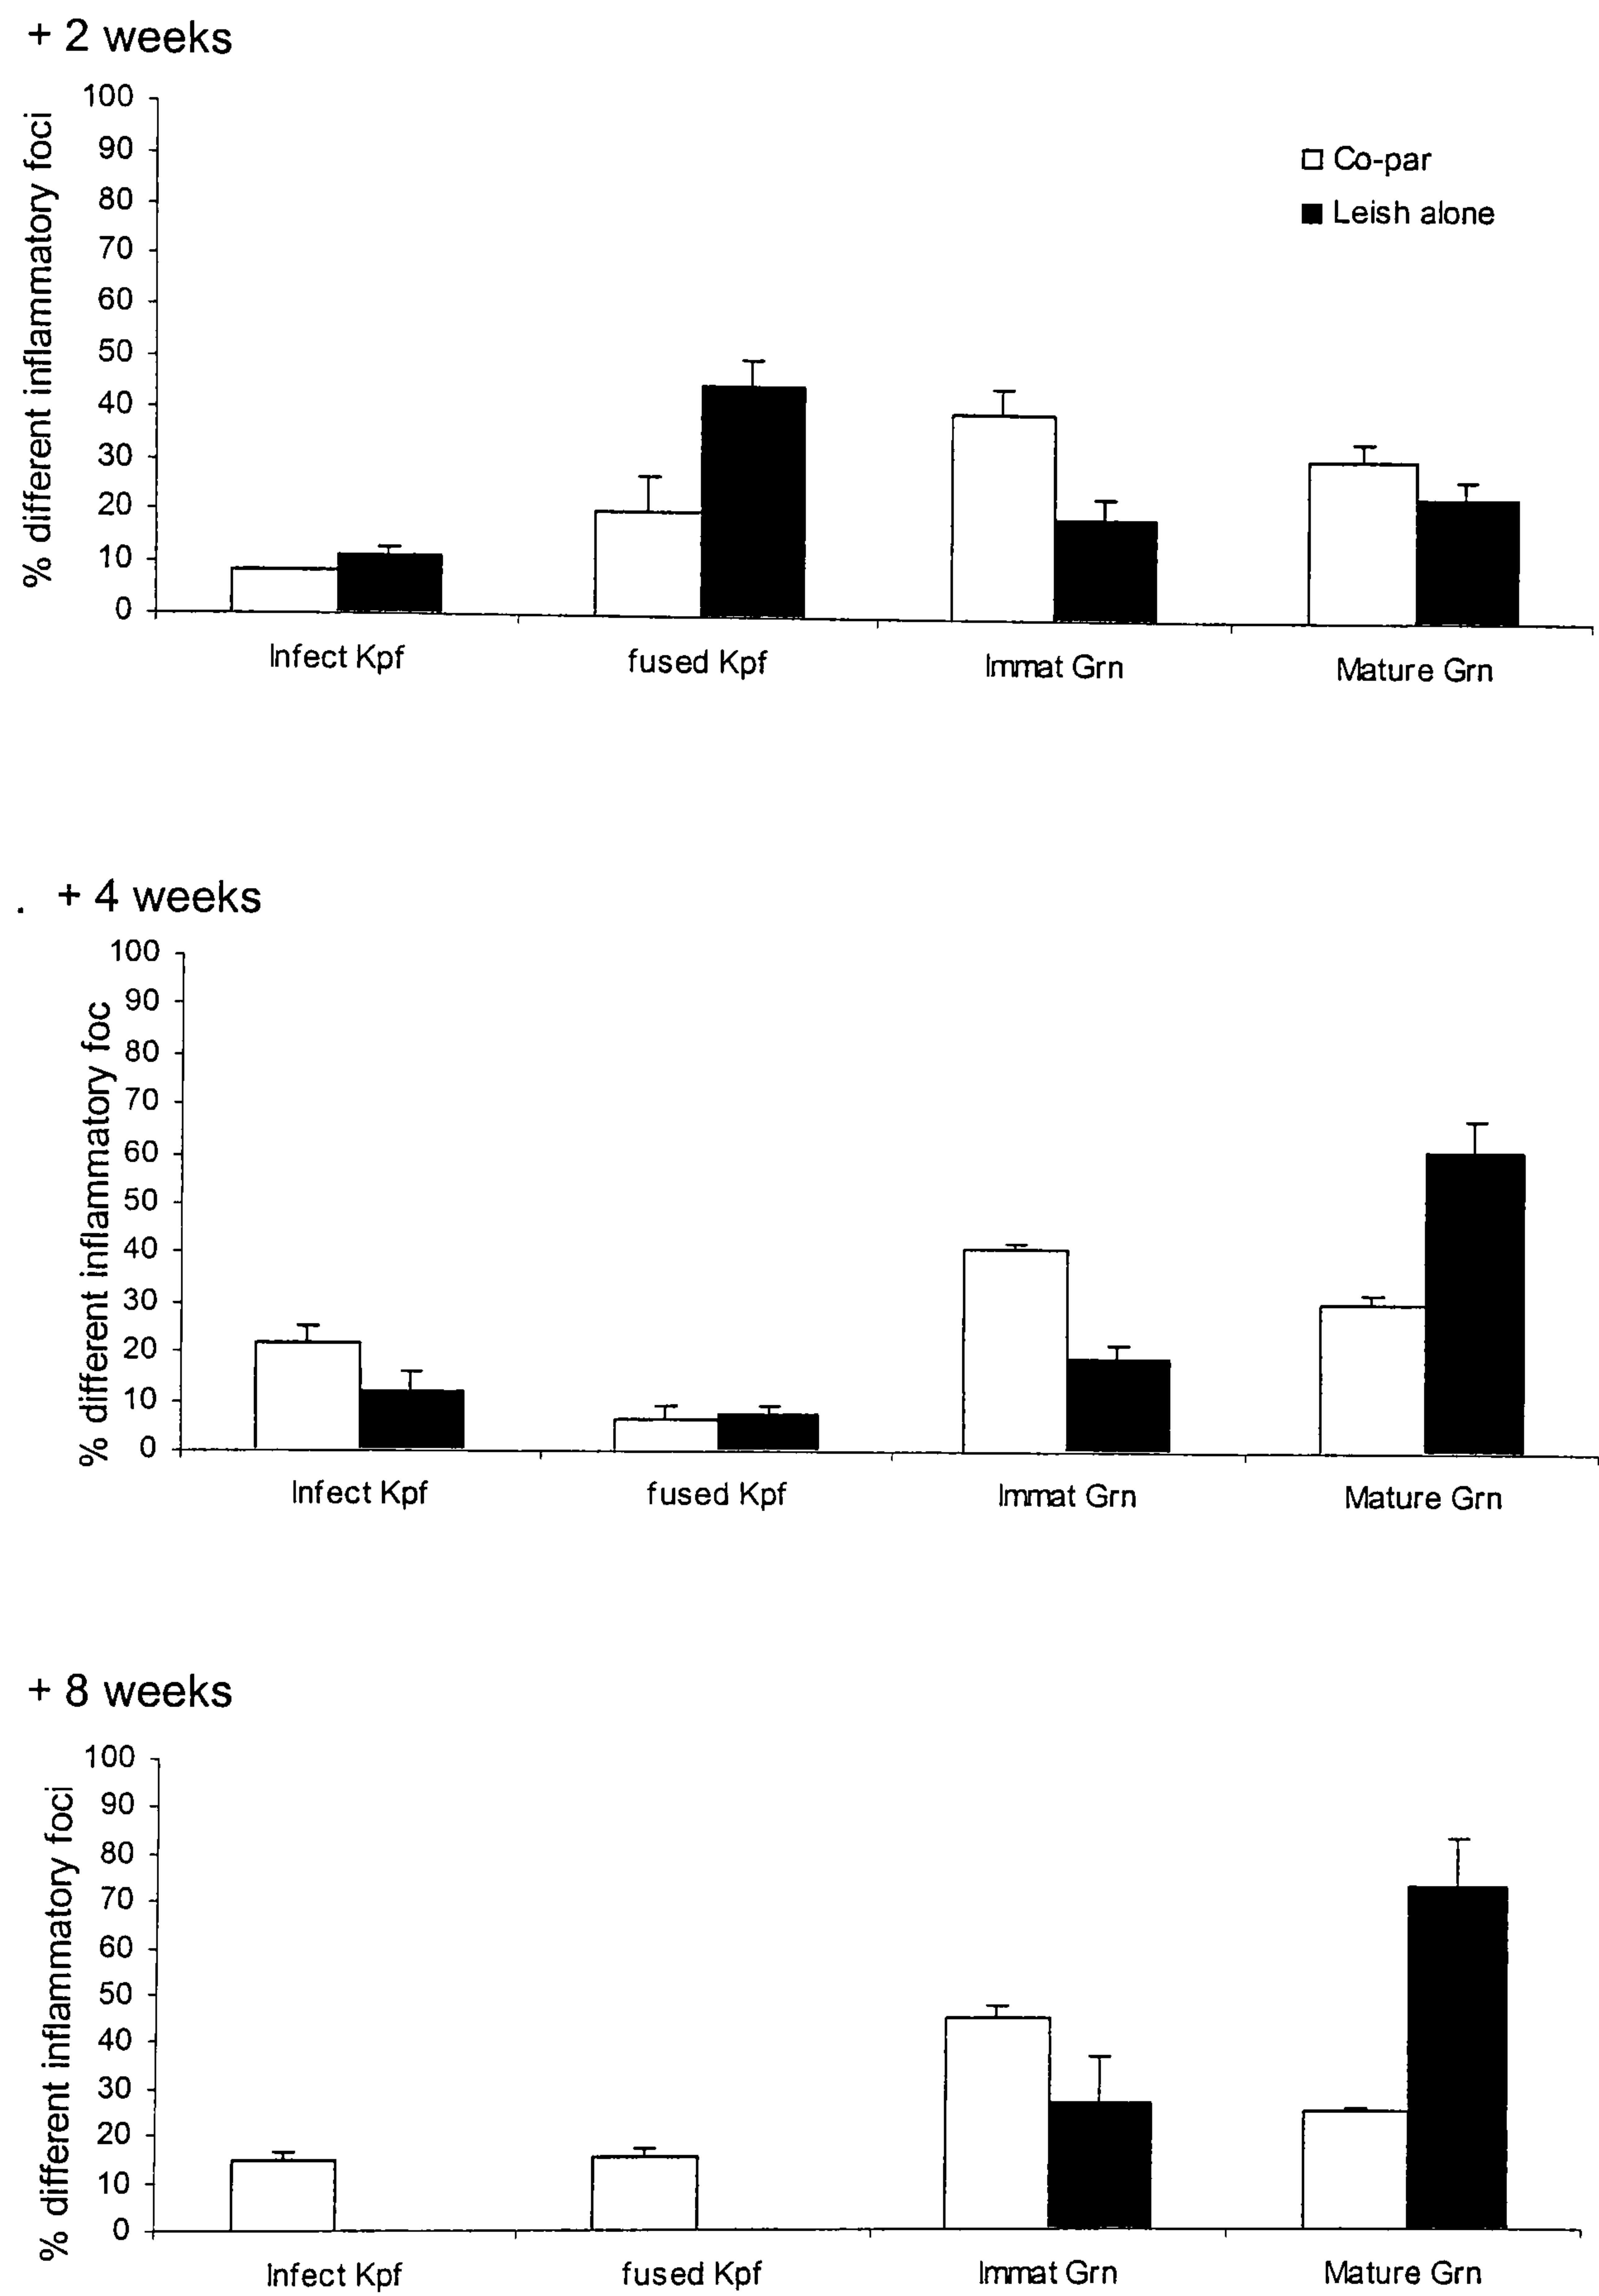 + 2 weeks
% different inflammatory foci
100
90
80
70
60
50
40
30
20
10
0
Co-par
Leish alone
Infect Kpf
fused Kpf
Immat Grn
Mature Grn
. + 4 weeks
% different inflammatory foc
100
90
80
70
60
50
40
30
20
10
0
Infect Kpf
fused Kpf
Immat Grn
Mature Grn
+ 8 weeks
% different inflammatory foci
100
90
80
70
60
50
40
30
20
10
0
Infect Kpf
fused Kpf
Immat Grn
Mature Grn